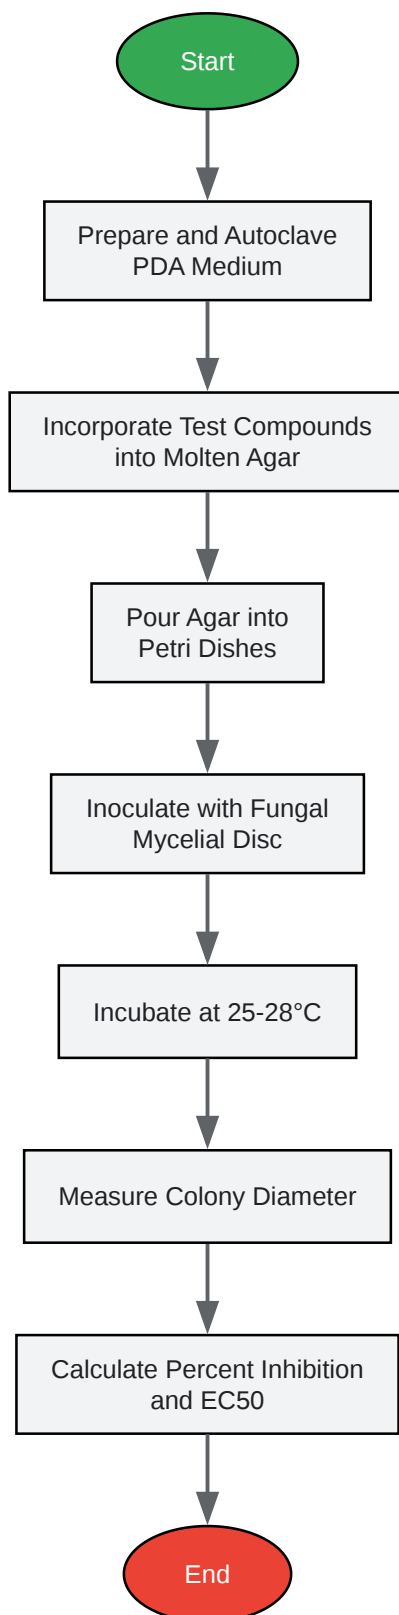 Start
Prepare and Autoclave
PDA Medium
Incorporate Test Compounds
into Molten Agar
Pour Agar into
Petri Dishes
Inoculate with Fungal
Mycelial Disc
Incubate at 25-28°C
Measure Colony Diameter
Calculate Percent Inhibition
and EC50
End